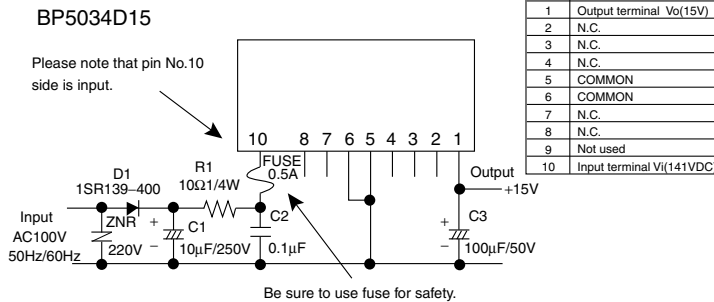 BP5034D15
Please note that pin No.10
side is input.
10 8 7 6 5 4 3 2 1
FUSE
0.5A
D1
1SR139–400
R1
10Ω1/4W
Input
AC100V
50Hz/60Hz
ZNR
220V
+
–
C1
10μF/250V
C2
0.1μF
Output
+15V
+
–
C3
100μF/50V
Be sure to use fuse for safety.
1 Output terminal Vo(15V)
2 N.C.
3 N.C.
4 N.C.
5 COMMON
6 COMMON
7 N.C.
8 N.C.
9 Not used
10 Input terminal Vi(141VDC